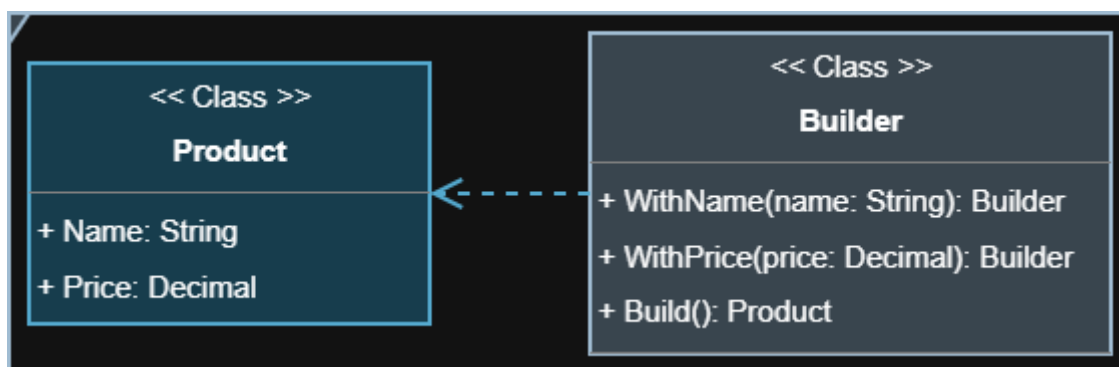 << Class >>
Product
+ Name: String
+ Price: Decimal
<< Class >>
Builder
+ WithName(name: String): Builder
+ WithPrice(price: Decimal): Builder
+ Build(): Product